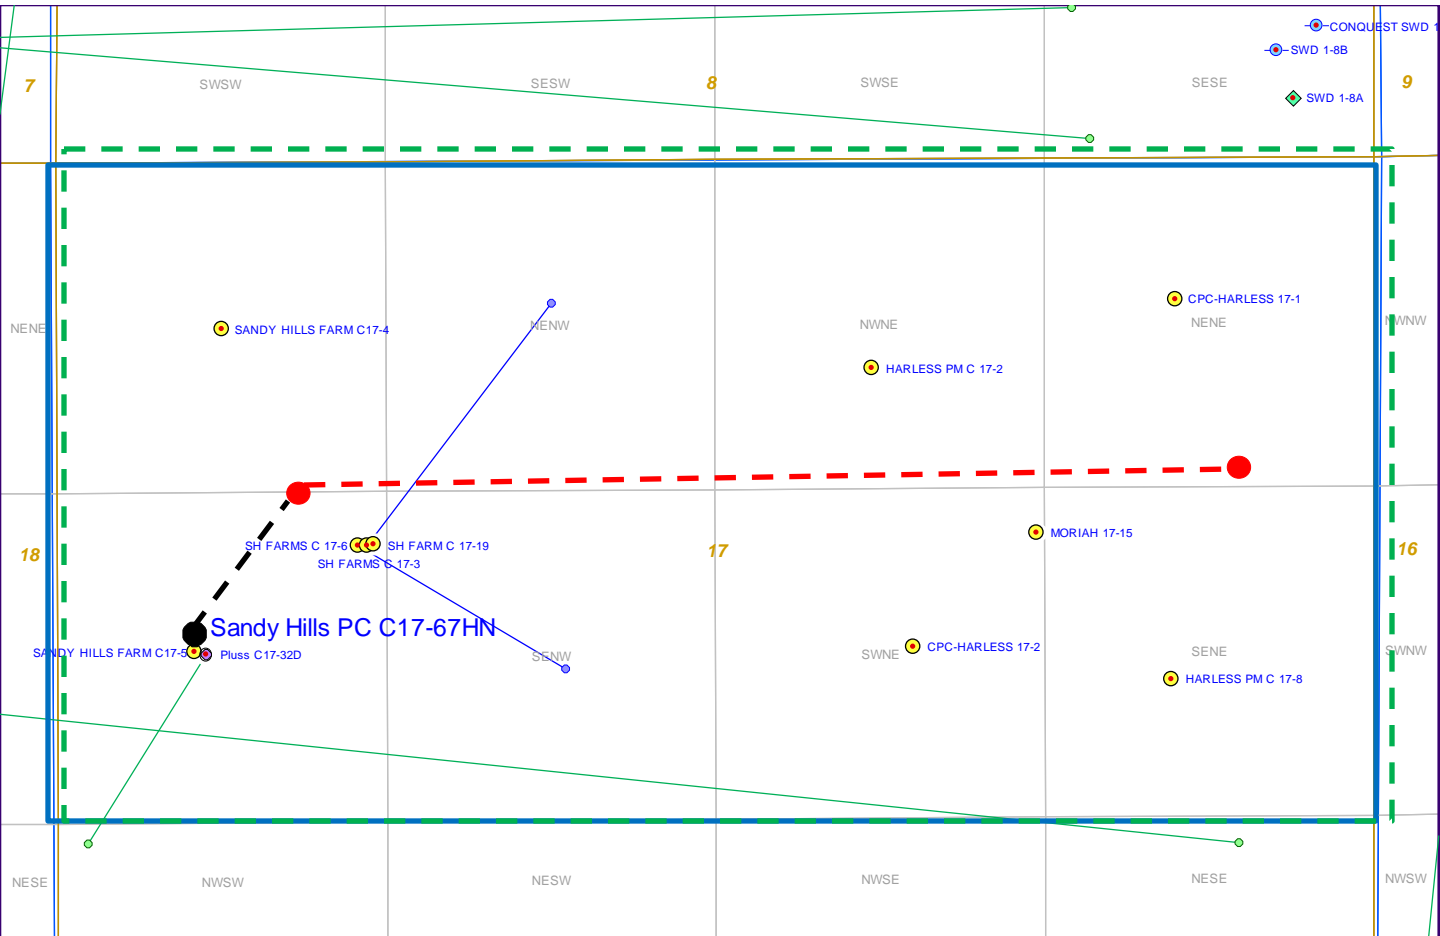 CONQUEST SWD 1
SWD 1-8B
7
SWSW
SESW
8
SWSE
SESE
9
SWD 1-8A
CPC-HARLESS 17-1
NENE
SANDY HILLS FARM C17-4
NENW
NWNE
NENE
NWNW
HARLESS PM C 17-2
MORIAH 17-15
18
SH FARMS C 17-6
SH FARM C 17-19
17
16
SH FARMS C 17-3
Sandy Hills PC C17-67HN
SANDY HILLS FARM C17-5
Pluss C17-32D
SENW
SWNE
CPC-HARLESS 17-2
SENE
SWNW
HARLESS PM C 17-8
NESE
NWSW
NESW
NWSE
NESE
NWSW